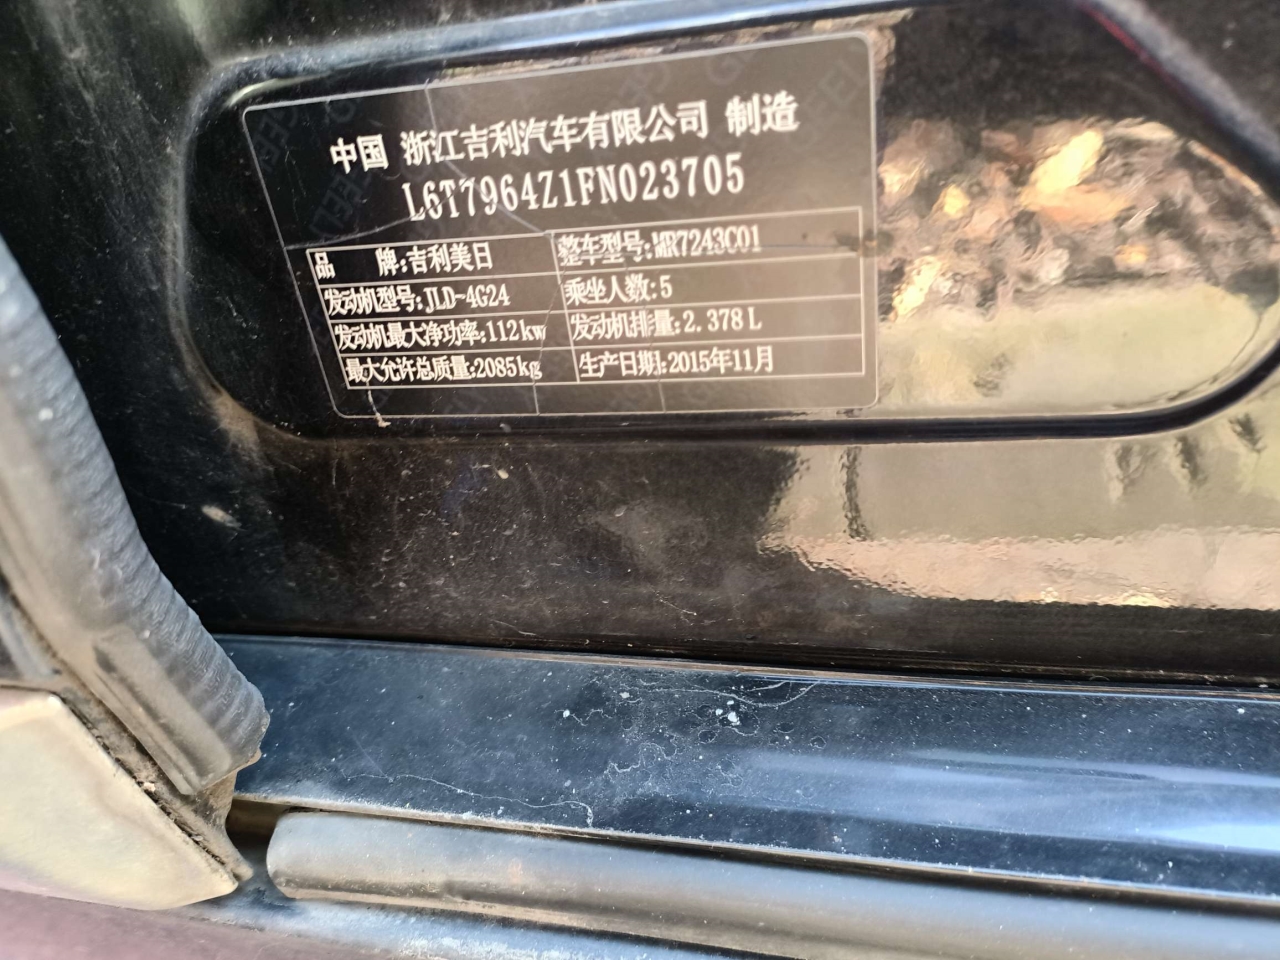 中国 浙江吉利汽车有限公司 制造
L6T7964Z1FN023705
品 牌:吉利美日 整车型号:MR7243C01
发动机型号:JLD-4G24 乘坐人数:5
发动机最大净功率:112kw 发动机排量:2.378L
最大允许总质量:2085kg 生产日期:2015年11月